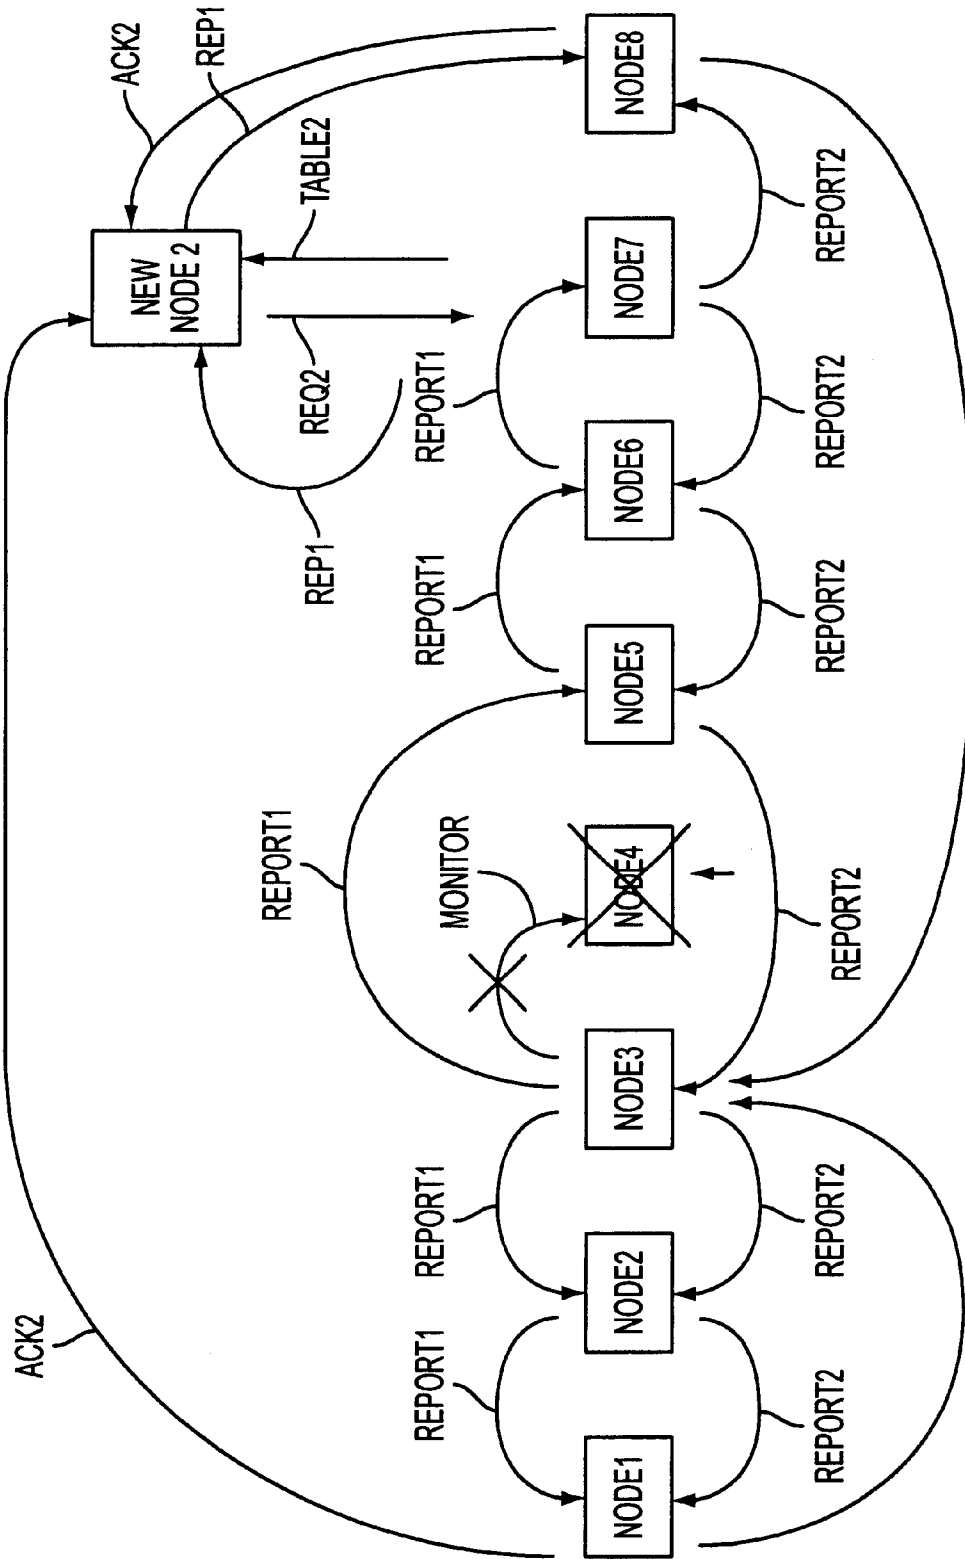 ACK2
ACK2
REP1
NEW
NODE 2
TABLE2
REQ2
REP1
REPORT1
MONITOR
REPORT1
REPORT1
REPORT1
REPORT1
NODE1
NODE2
NODE3
NODE4
NODE5
NODE6
NODE7
NODE8
REPORT2
REPORT2
REPORT2
REPORT2
REPORT2
REPORT2